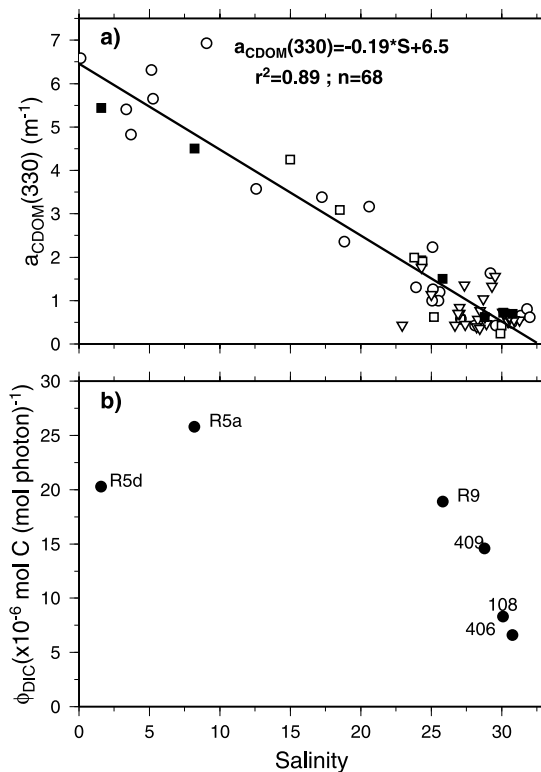 a)
a_CDOM(330)=-0.19*S+6.5
r²=0.89 ; n=68
a_CDOM(330) (m⁻¹)
7
6
5
4
3
2
1
0
b)
ϕ_DIC(x10⁻⁶ mol C (mol photon)⁻¹)
30
25
20
15
10
5
0
R5a
R5d
R9
409
108
406
0 5 10 15 20 25 30
Salinity